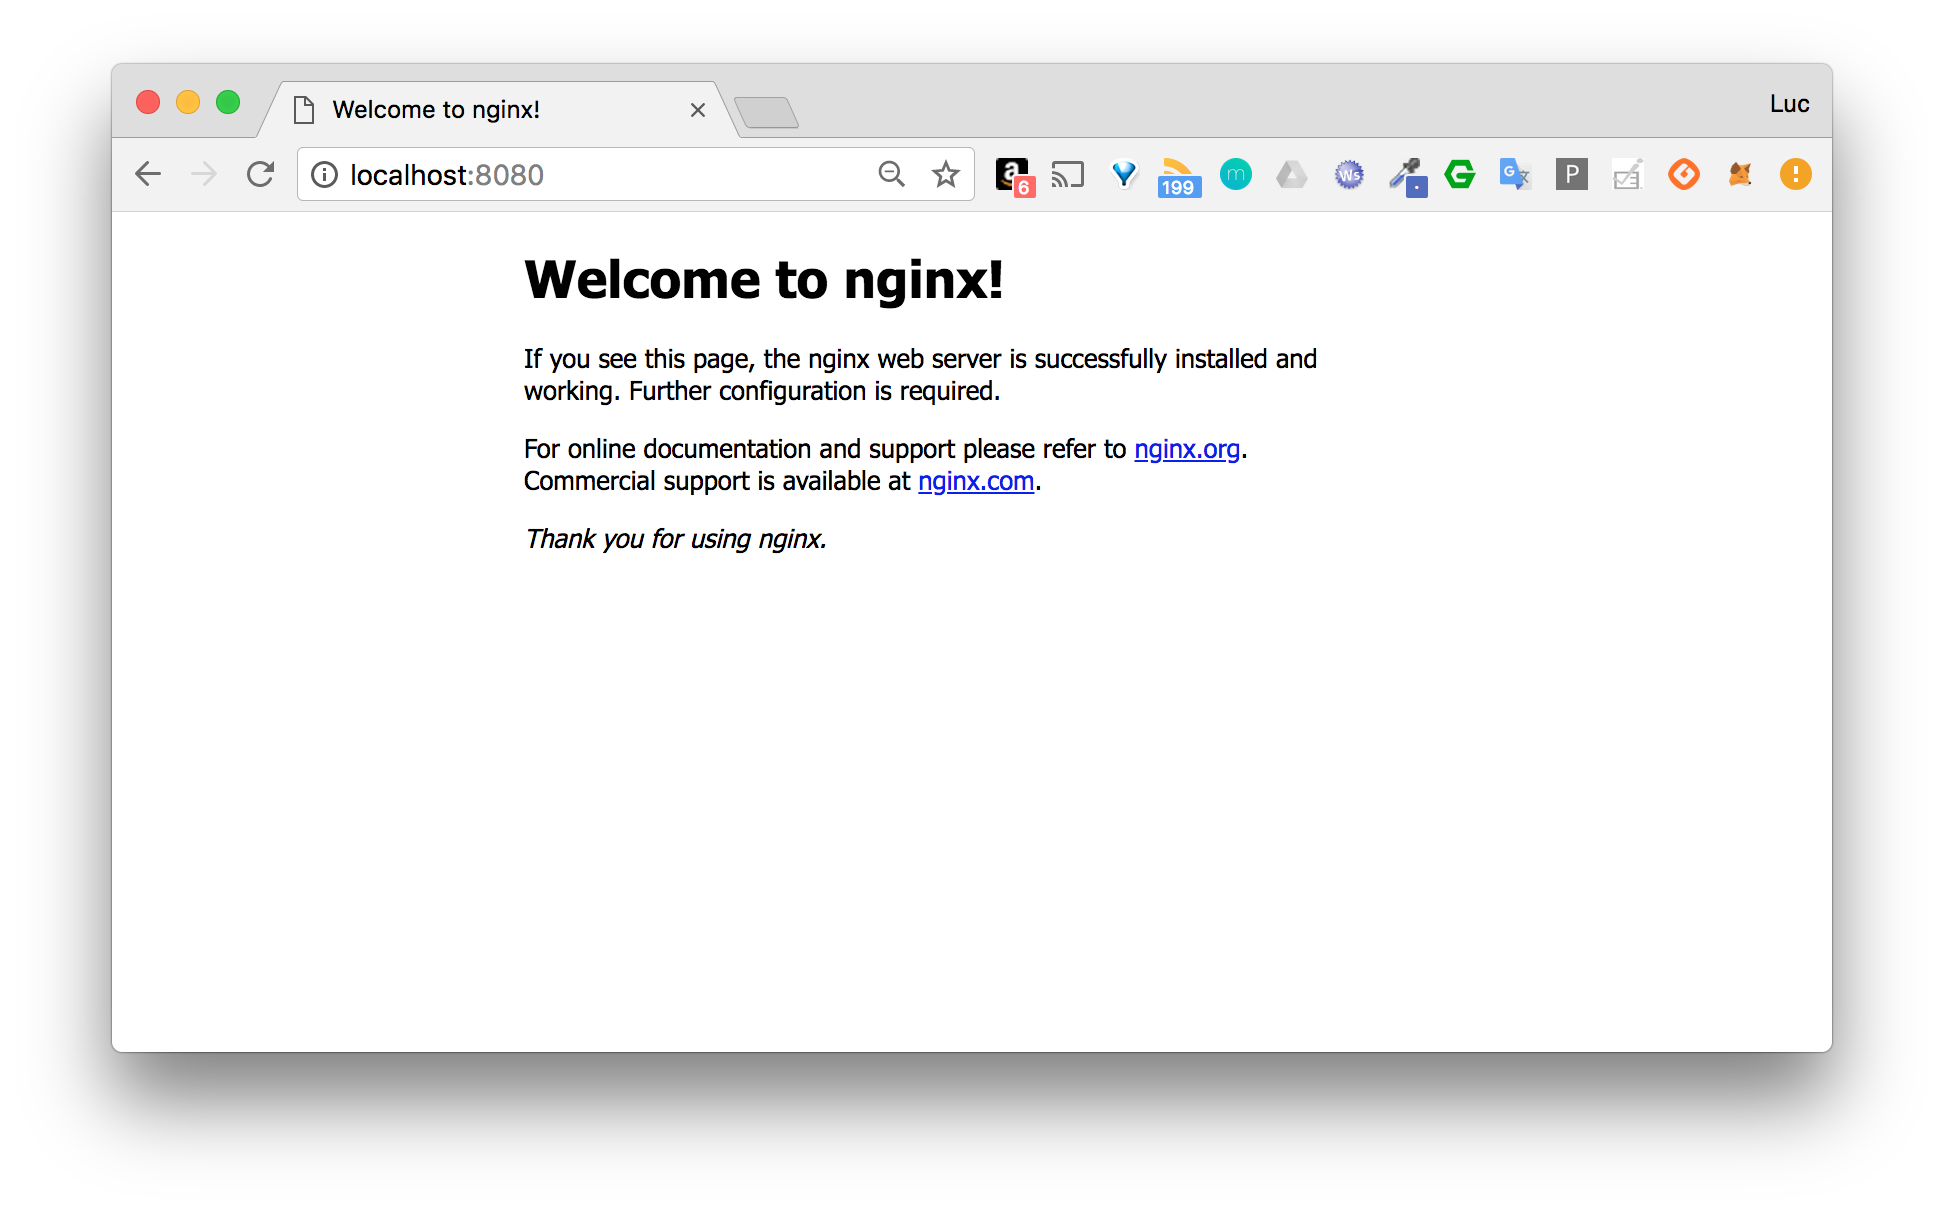 Welcome to nginx!
Luc
localhost:8080
a
6
199
m
Ws
G
G
P
Welcome to nginx!
If you see this page, the nginx web server is successfully installed and
working. Further configuration is required.
For online documentation and support please refer to nginx.org.
Commercial support is available at nginx.com.
Thank you for using nginx.